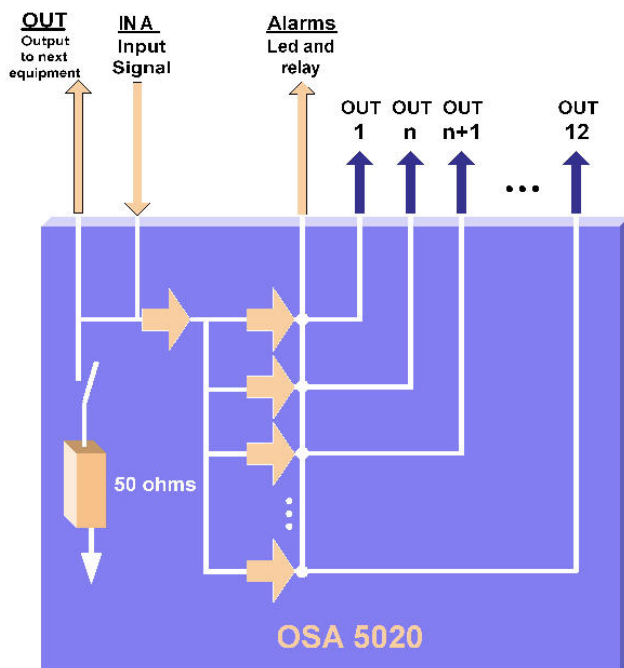 OUT
Output
to next
equipment
IN A
Input
Signal
Alarms
Led and
relay
OUT
1
OUT
n
OUT
n+1
...
OUT
12
50 ohms
OSA 5020